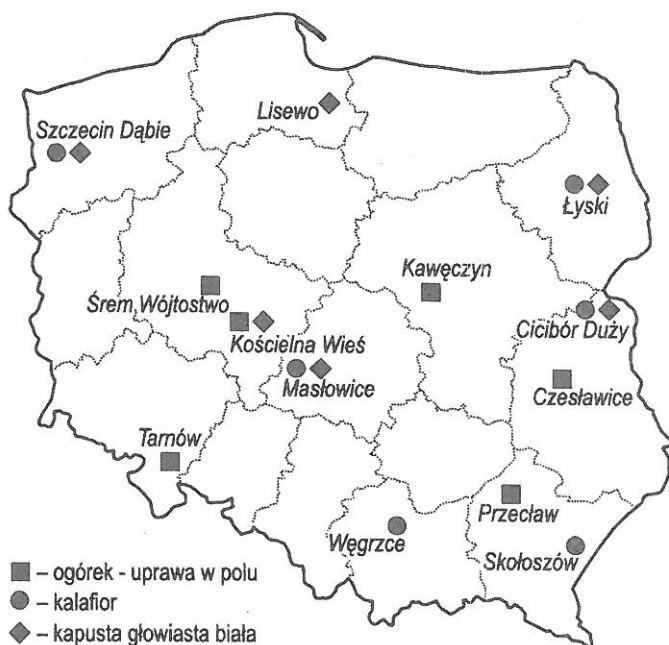 Lisewo
Szczecin Dąbie
Łyski
Kawęczyn
Śrem Wójtostwo
Cicibór Duży
Kościelna Wieś
Masłowice
Czesławice
Tarnów
Przecław
Węgrzce
Skołoszów
– ogórek - uprawa w polu
– kalafior
– kapusta głowiasta biała